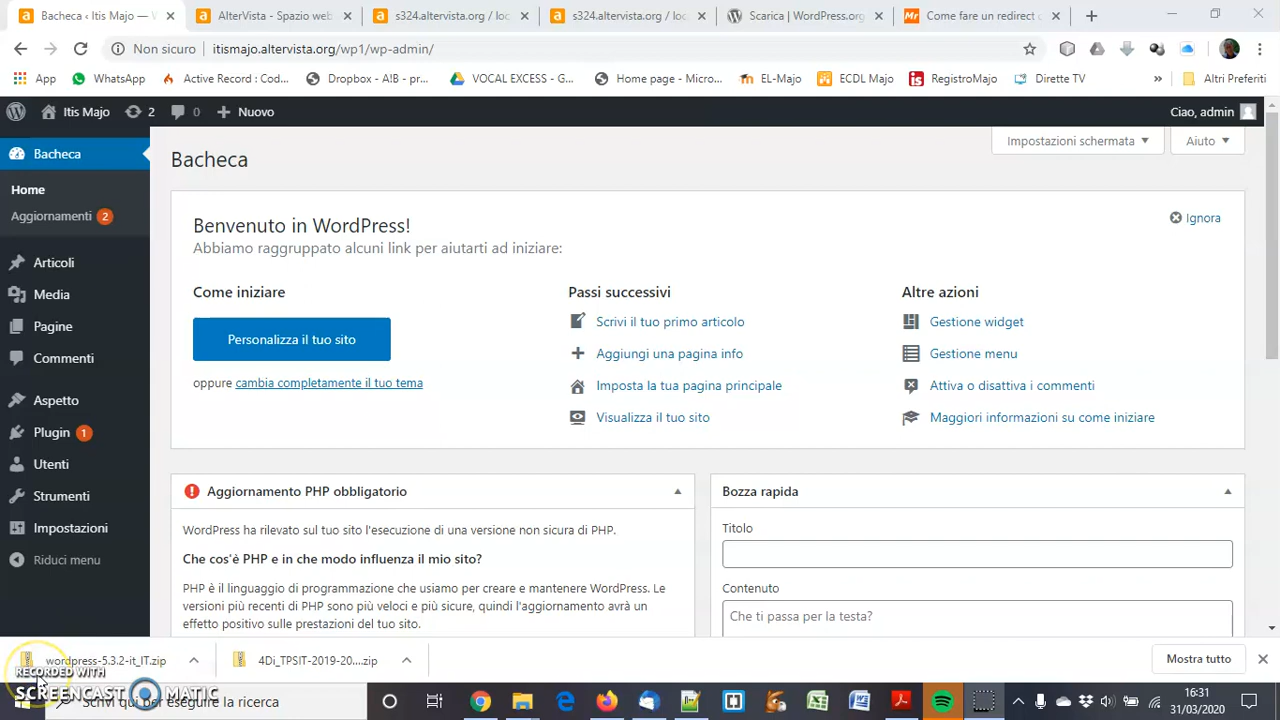 Bacheca ‹ Itis Majo — W
AlterVista - Spazio web
s324.altervista.org / loc
s324.altervista.org / loc
Scarica | WordPress.org
Come fare un redirect c
Non sicuro
itismajo.altervista.org/wp1/wp-admin/
App
WhatsApp
Active Record : Cod...
Dropbox - AIB - pr...
VOCAL EXCESS - G...
Home page - Micro...
EL-Majo
ECDL Majo
RegistroMajo
Dirette TV
»
Altri Preferiti
Itis Majo
2
0
Nuovo
Ciao, admin
Bacheca
Home
Aggiornamenti 2
Articoli
Media
Pagine
Commenti
Aspetto
Plugin 1
Utenti
Strumenti
Impostazioni
Riduci menu
Impostazioni schermata
Aiuto
Bacheca
Benvenuto in WordPress!
Ignora
Abbiamo raggruppato alcuni link per aiutarti ad iniziare:
Come iniziare
Personalizza il tuo sito
oppure cambia completamente il tuo tema
Passi successivi
Scrivi il tuo primo articolo
Aggiungi una pagina info
Imposta la tua pagina principale
Visualizza il tuo sito
Altre azioni
Gestione widget
Gestione menu
Attiva o disattiva i commenti
Maggiori informazioni su come iniziare
Aggiornamento PHP obbligatorio
WordPress ha rilevato sul tuo sito l'esecuzione di una versione non sicura di PHP.
Che cos'è PHP e in che modo influenza il mio sito?
PHP è il linguaggio di programmazione che usiamo per creare e mantenere WordPress. Le
versioni più recenti di PHP sono più veloci e più sicure, quindi l'aggiornamento avrà un
effetto positivo sulle prestazioni del tuo sito.
Bozza rapida
Titolo
Contenuto
Che ti passa per la testa?
wordpress-5.3.2-it_IT.zip
4Di_TPSIT-2019-20....zip
Mostra tutto
RECORDED WITH
SCREENCAST MATIC
Scrivi qui per eseguire la ricerca
16:31
31/03/2020